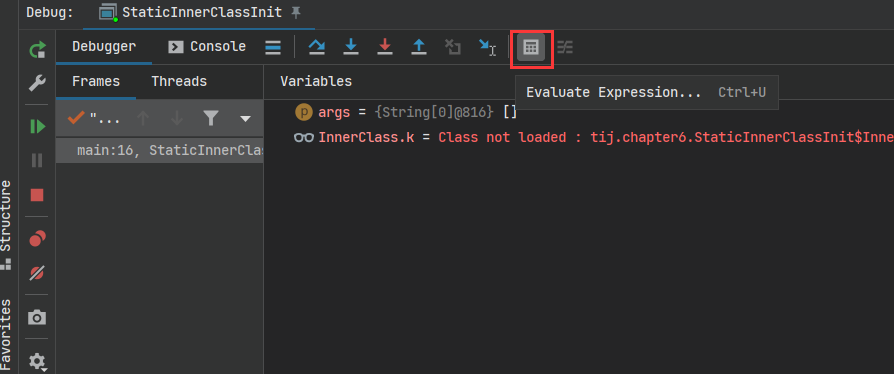 Debug: StaticInnerClassInit
Debugger Console
Frames Threads Variables
Evaluate Expression... Ctrl+U
"...
p args = {String[0]@816} []
InnerClass.k = Class not loaded : tij.chapter6.StaticInnerClassInit$Inne
main:16, StaticInnerClas
Structure
Favorites